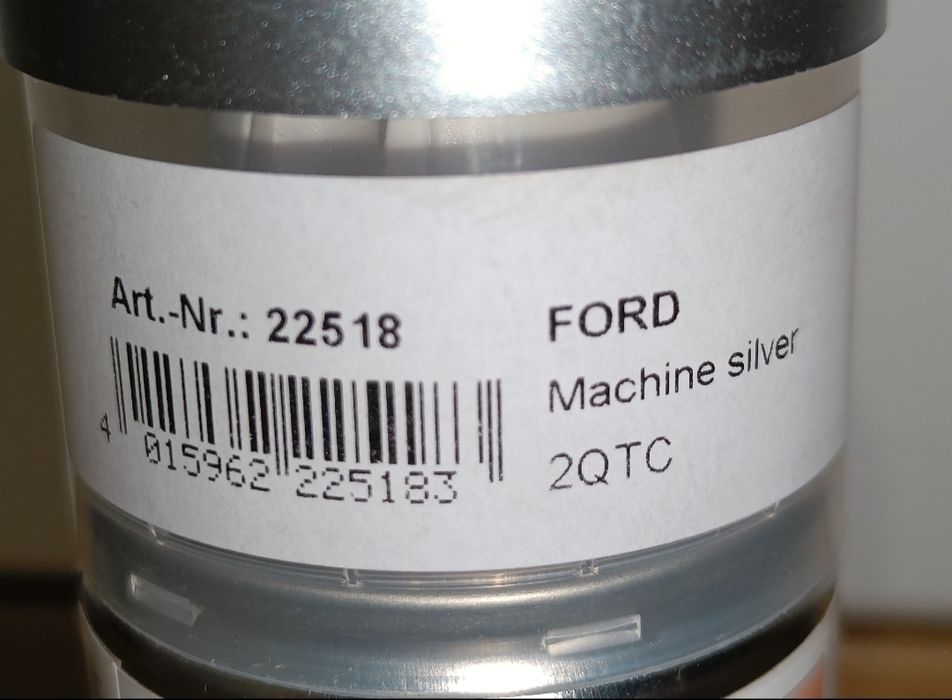 Art.-Nr.: 22518
4 015962 225183
FORD
Machine silver
2QTC